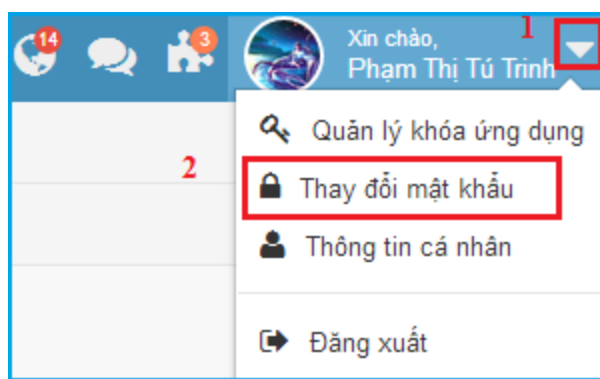 14
3
Xin chào,
Phạm Thị Tú Trinh
1
Quản lý khóa ứng dụng
2
Thay đổi mật khẩu
Thông tin cá nhân
Đăng xuất